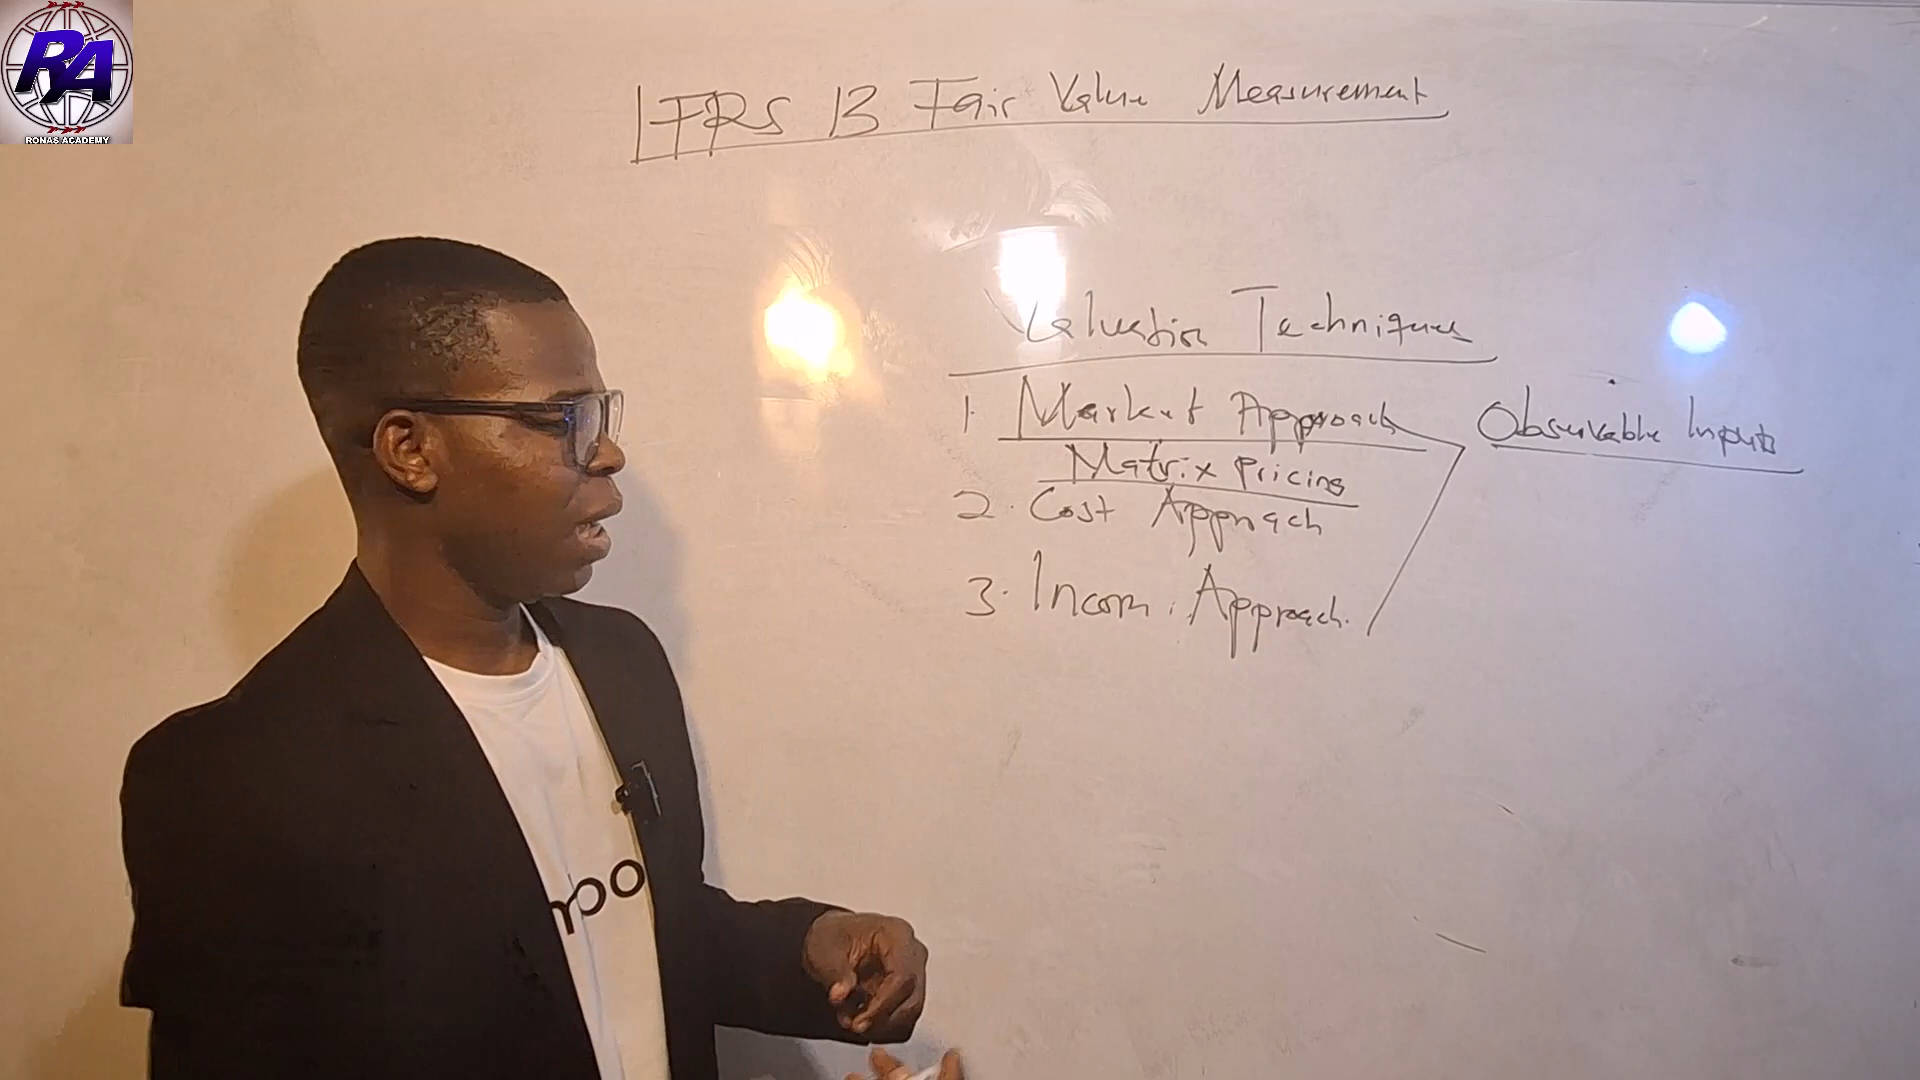 RA
RONAS ACADEMY
IFRS 13 Fair Value Measurement
Valuation Techniques
1. Market Approach
Observable Inputs
Matrix Pricing
2. Cost Approach
3. Income Approach.
roo